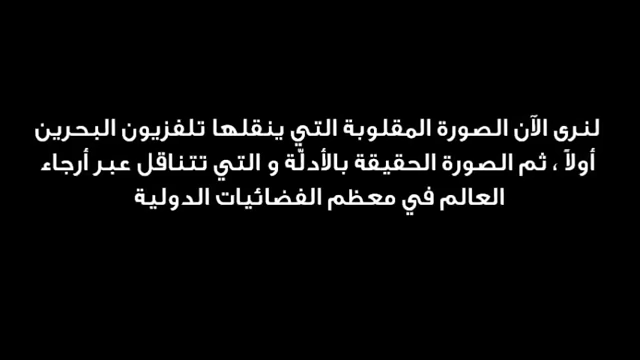 لنرى الآن الصورة المقلوبة التي ينقلها تلفزيون البحرين
أولاً ، ثم الصورة الحقيقة بالأدلّة و التي تتناقل عبر أرجاء
العالم في معظم الفضائيات الدولية